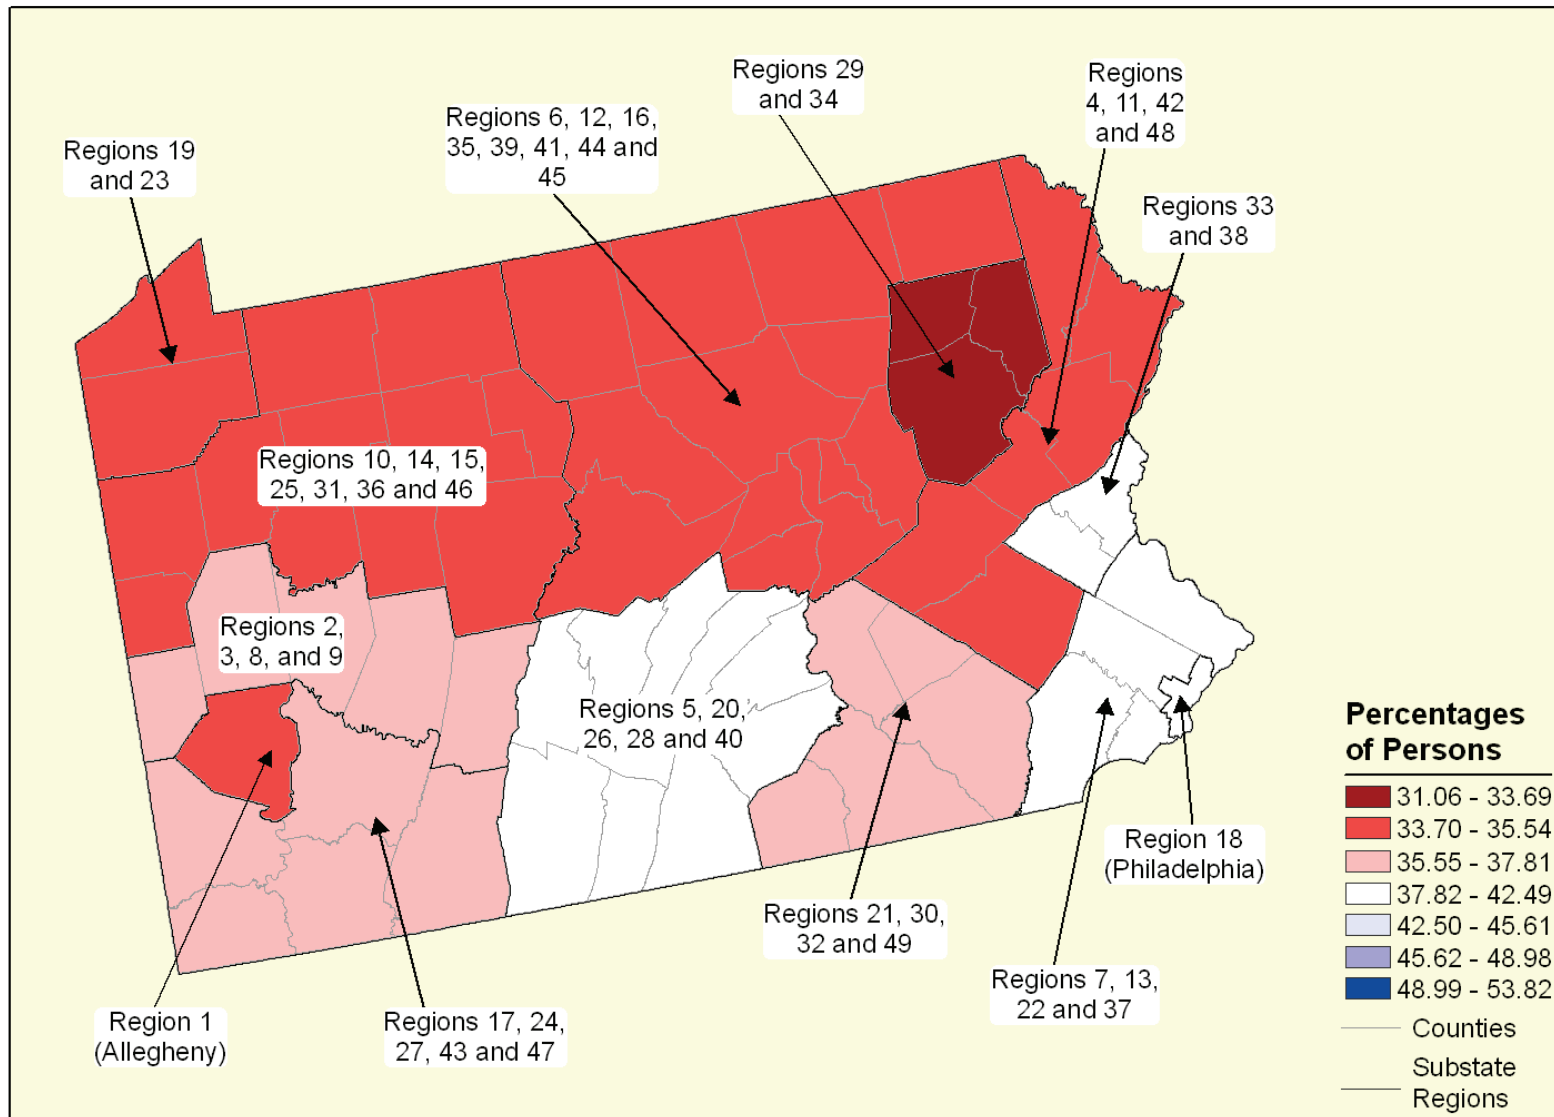 Regions 29
and 34
Regions
4, 11, 42
and 48
Regions 6, 12, 16,
35, 39, 41, 44 and
45
Regions 19
and 23
Regions 33
and 38
Regions 10, 14, 15,
25, 31, 36 and 46
Regions 2,
3, 8, and 9
Regions 5, 20,
26, 28 and 40
Percentages
of Persons
31.06 - 33.69
33.70 - 35.54
35.55 - 37.81
37.82 - 42.49
42.50 - 45.61
45.62 - 48.98
48.99 - 53.82
Counties
Substate
Regions
Region 18
(Philadelphia)
Regions 21, 30,
32 and 49
Regions 7, 13,
22 and 37
Region 1
(Allegheny)
Regions 17, 24,
27, 43 and 47